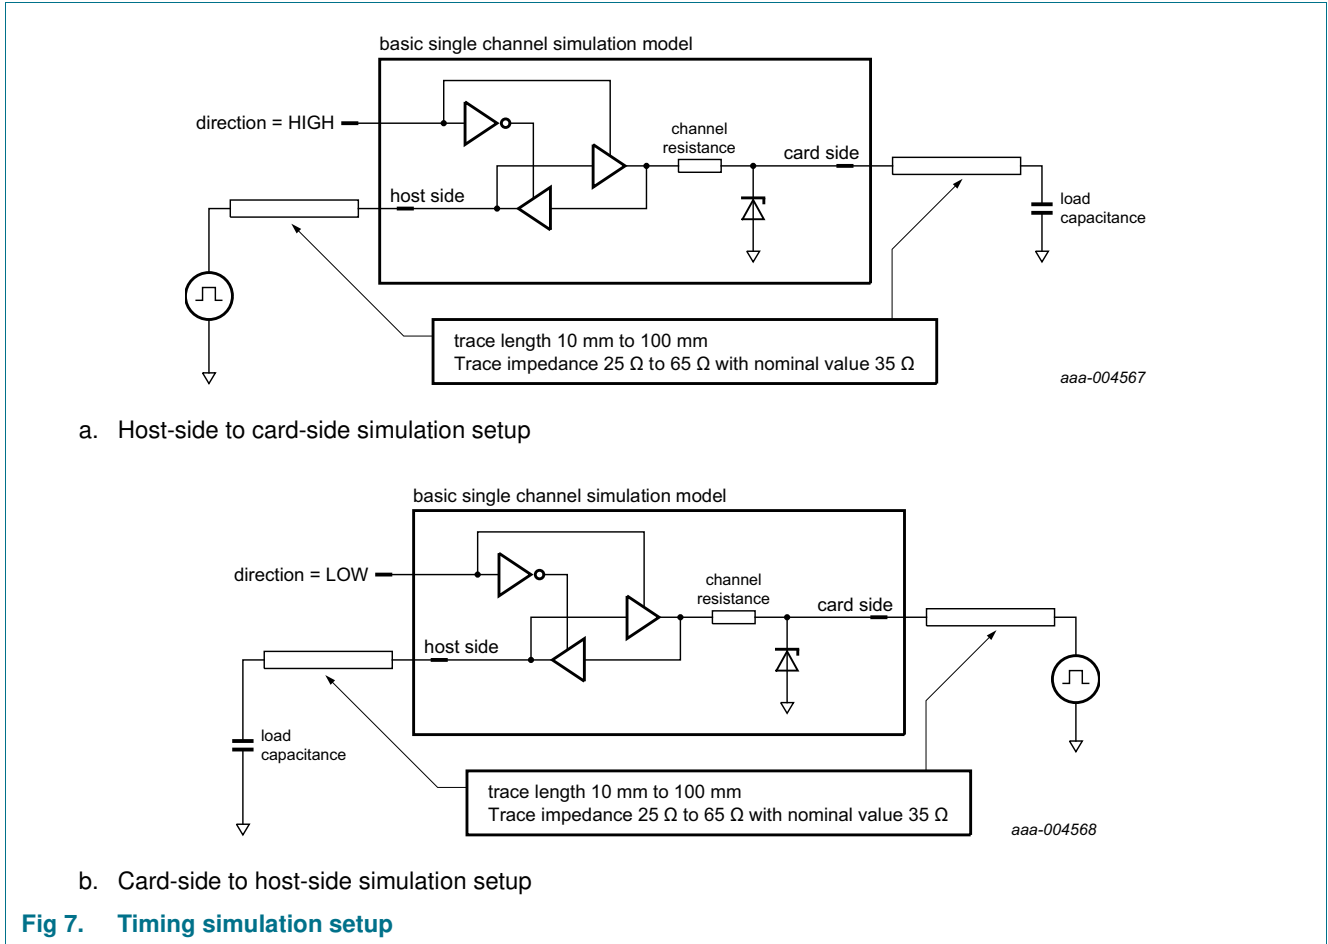 basic single channel simulation model
direction = HIGH
channel
resistance
card side
host side
load
capacitance
trace length 10 mm to 100 mm
Trace impedance 25 Ω to 65 Ω with nominal value 35 Ω
aaa-004567
a. Host-side to card-side simulation setup
basic single channel simulation model
direction = LOW
channel
resistance
card side
host side
load
capacitance
trace length 10 mm to 100 mm
Trace impedance 25 Ω to 65 Ω with nominal value 35 Ω
aaa-004568
b. Card-side to host-side simulation setup
Fig 7. Timing simulation setup